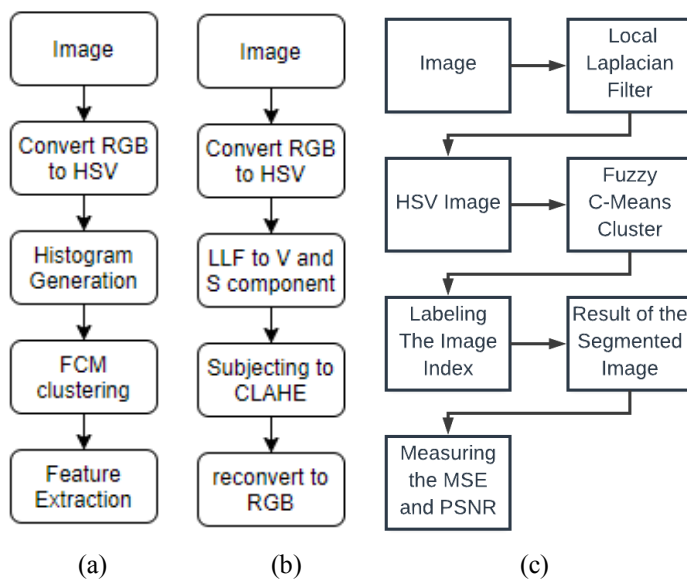 Image
Convert RGB
to HSV
Histogram
Generation
FCM
clustering
Feature
Extraction
(a)
Image
Convert RGB
to HSV
LLF to V and
S component
Subjecting to
CLAHE
reconvert to
RGB
(b)
Image
Local
Laplacian
Filter
HSV Image
Fuzzy
C-Means
Cluster
Labeling
The Image
Index
Result of the
Segmented
Image
Measuring
the MSE
and PSNR
(c)